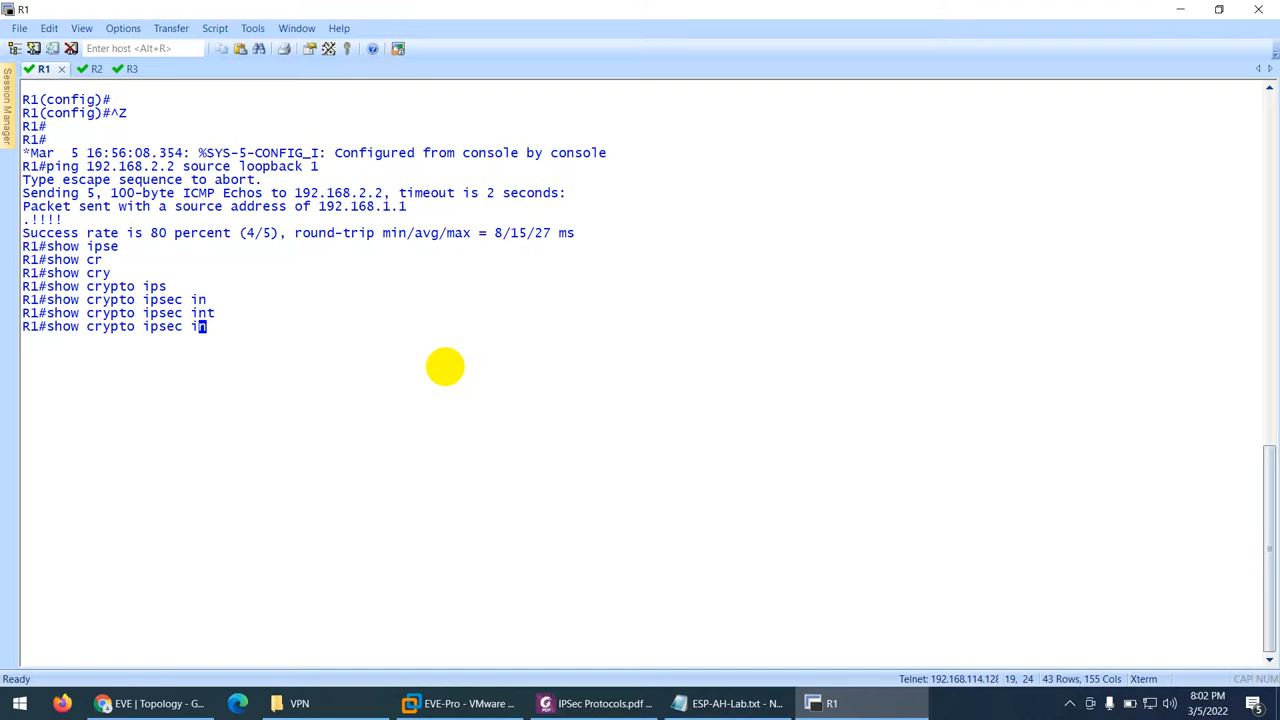 R1
File Edit View Options Transfer Script Tools Window Help
Enter host <Alt+R>
R1 R2 R3
Session Manager
R1(config)#
R1(config)#^Z
R1#
R1#
*Mar  5 16:56:08.354: %SYS-5-CONFIG_I: Configured from console by console
R1#ping 192.168.2.2 source loopback 1
Type escape sequence to abort.
Sending 5, 100-byte ICMP Echos to 192.168.2.2, timeout is 2 seconds:
Packet sent with a source address of 192.168.1.1
.!!!!
Success rate is 80 percent (4/5), round-trip min/avg/max = 8/15/27 ms
R1#show ipse
R1#show cr
R1#show cry
R1#show crypto ips
R1#show crypto ipsec in
R1#show crypto ipsec int
R1#show crypto ipsec in
Ready Telnet: 192.168.114.128 19, 24 43 Rows, 155 Cols Xterm CAP NUM
EVE | Topology - G... VPN EVE-Pro - VMware ... IPSec Protocols.pdf ... ESP-AH-Lab.txt - N... R1
8:02 PM
3/5/2022
5